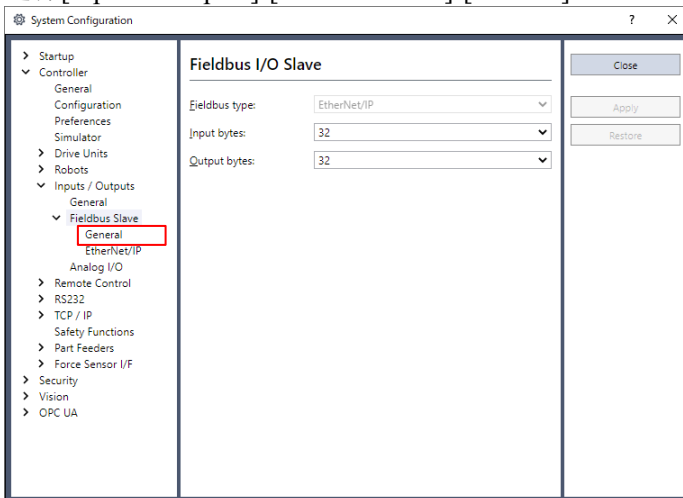 System Configuration
?
Startup
Controller
General
Configuration
Preferences
Simulator
Drive Units
Robots
Inputs / Outputs
General
Fieldbus Slave
General
EtherNet/IP
Analog I/O
Remote Control
RS232
TCP / IP
Safety Functions
Part Feeders
Force Sensor I/F
Security
Vision
OPC UA
Fieldbus I/O Slave
Fieldbus type:
EtherNet/IP
Input bytes:
32
Output bytes:
32
Close
Apply
Restore